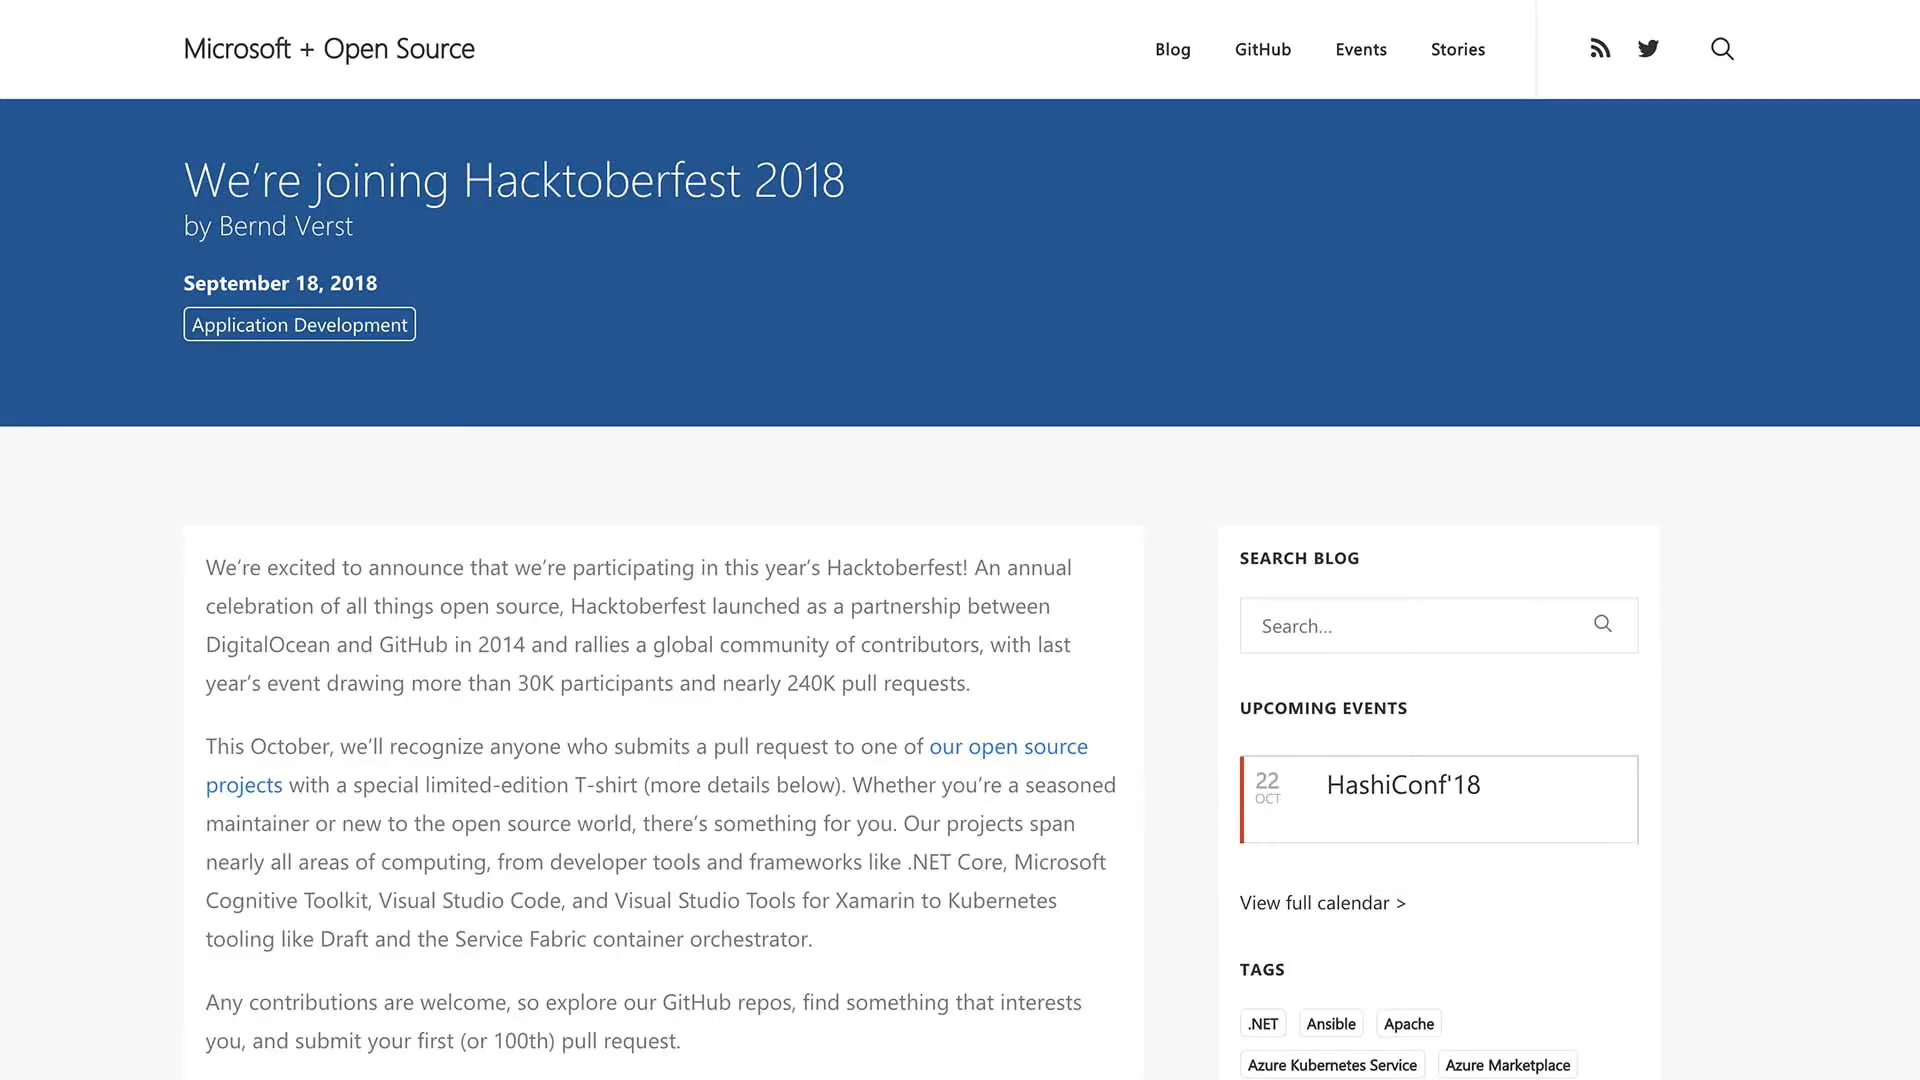 Microsoft + Open Source
Blog
GitHub
Events
Stories
We’re joining Hacktoberfest 2018
by Bernd Verst
September 18, 2018
Application Development
We’re excited to announce that we’re participating in this year’s Hacktoberfest! An annual
celebration of all things open source, Hacktoberfest launched as a partnership between
DigitalOcean and GitHub in 2014 and rallies a global community of contributors, with last
year’s event drawing more than 30K participants and nearly 240K pull requests.
This October, we’ll recognize anyone who submits a pull request to one of our open source
projects with a special limited-edition T-shirt (more details below). Whether you’re a seasoned
maintainer or new to the open source world, there’s something for you. Our projects span
nearly all areas of computing, from developer tools and frameworks like .NET Core, Microsoft
Cognitive Toolkit, Visual Studio Code, and Visual Studio Tools for Xamarin to Kubernetes
tooling like Draft and the Service Fabric container orchestrator.
Any contributions are welcome, so explore our GitHub repos, find something that interests
you, and submit your first (or 100th) pull request.
SEARCH BLOG
Search...
UPCOMING EVENTS
22
OCT
HashiConf'18
View full calendar >
TAGS
.NET
Ansible
Apache
Azure Kubernetes Service
Azure Marketplace